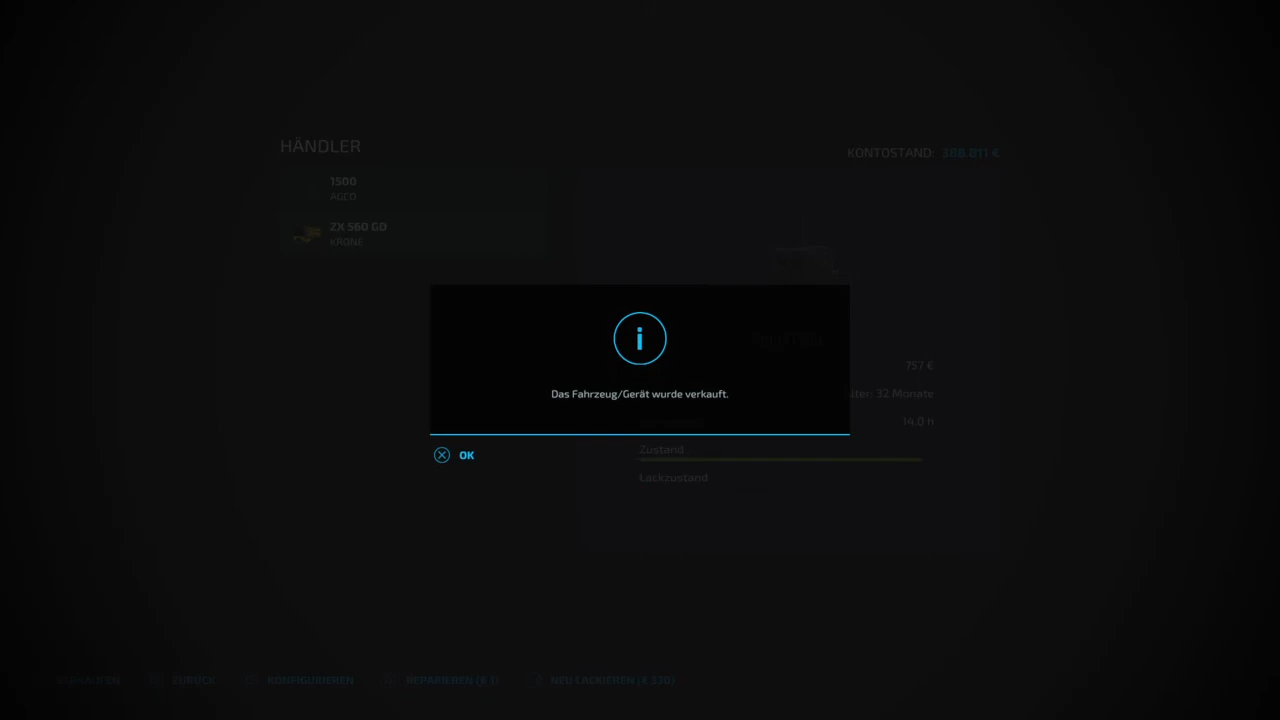 HÄNDLER
KONTOSTAND: 388.811 €
1500
AGCO
ZX 560 GD
KRONE
757 €
Das Fahrzeug/Gerät wurde verkauft.
lter: 32 Monate
14,0 h
OK
Zustand
Lackzustand
ZURÜCK KONFIGURIEREN REPARIEREN NEU LACKIEREN